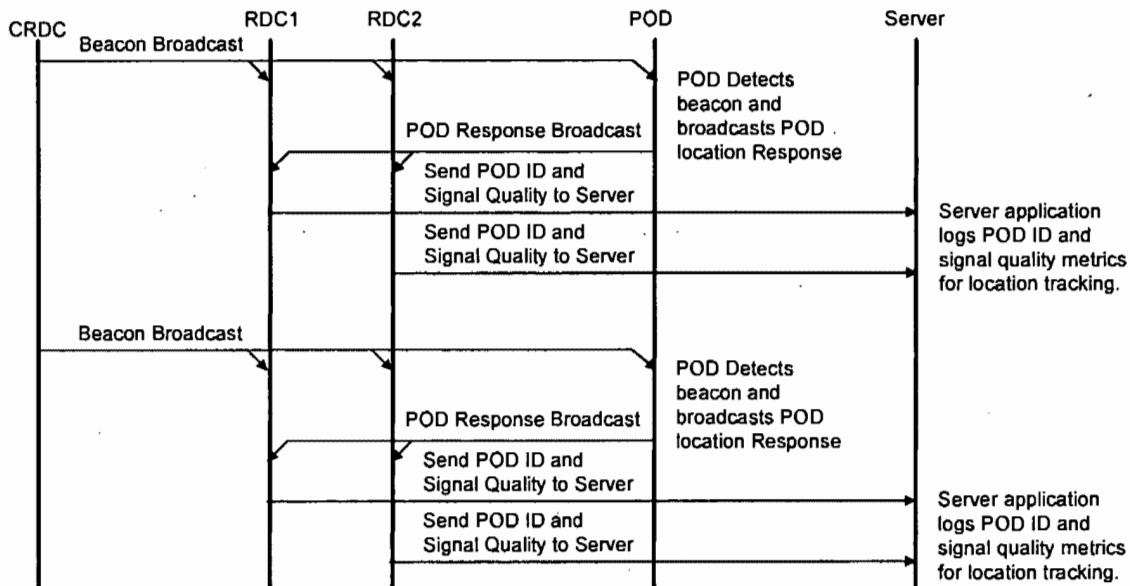 CRDC
RDC1
RDC2
POD
Server
Beacon Broadcast
POD Detects
beacon and
broadcasts POD
location Response
POD Response Broadcast
Send POD ID and
Signal Quality to Server
Server application
logs POD ID and
signal quality metrics
for location tracking.
Send POD ID and
Signal Quality to Server
Beacon Broadcast
POD Detects
beacon and
broadcasts POD
location Response
POD Response Broadcast
Send POD ID and
Signal Quality to Server
Server application
logs POD ID and
signal quality metrics
for location tracking.
Send POD ID and
Signal Quality to Server